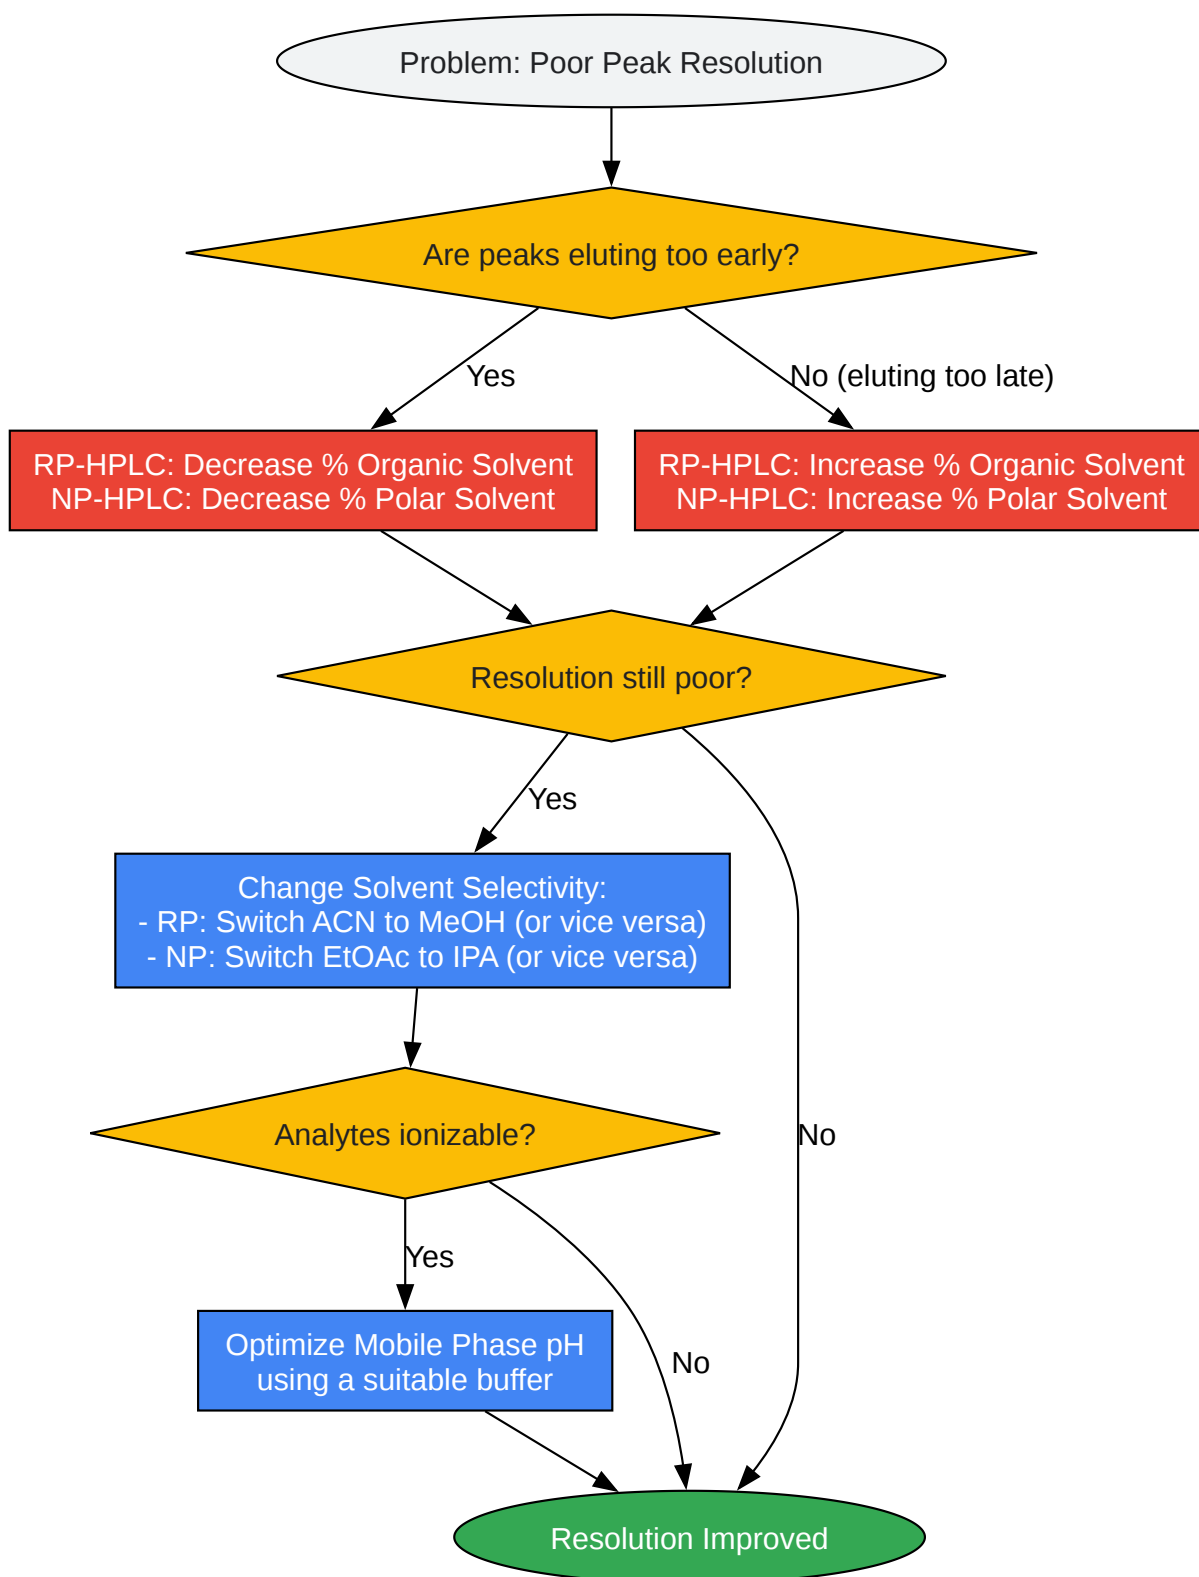 Problem: Poor Peak Resolution
Are peaks eluting too early?
Yes
No (eluting too late)
RP-HPLC: Decrease % Organic Solvent
NP-HPLC: Decrease % Polar Solvent
RP-HPLC: Increase % Organic Solvent
NP-HPLC: Increase % Polar Solvent
Resolution still poor?
Yes
Change Solvent Selectivity:
- RP: Switch ACN to MeOH (or vice versa)
- NP: Switch EtOAc to IPA (or vice versa)
Analytes ionizable?
No
Yes
Optimize Mobile Phase pH
using a suitable buffer
No
Resolution Improved